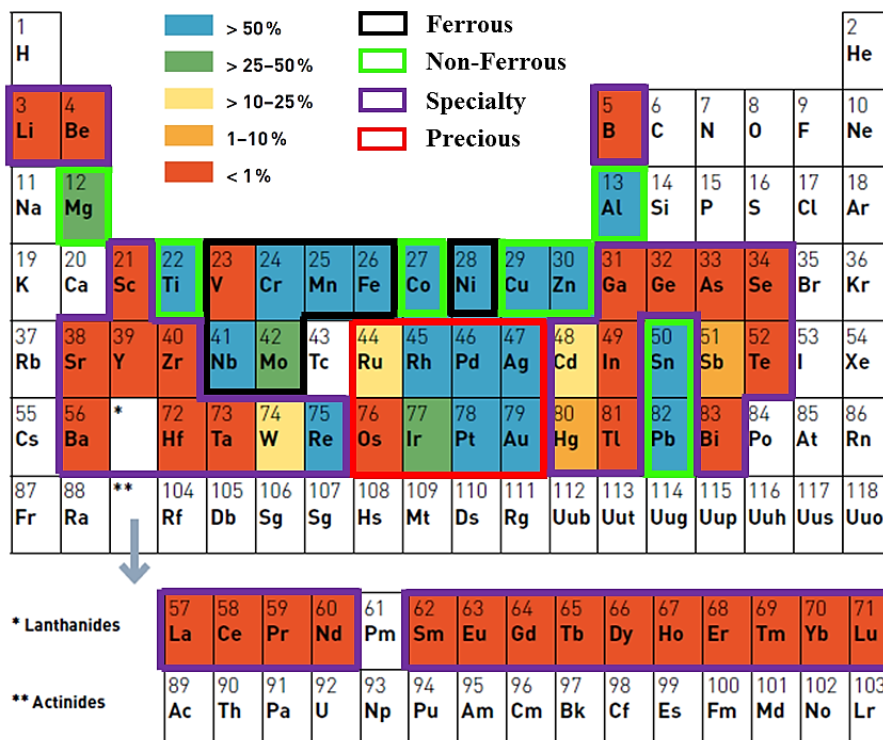 1 2
H He
> 50% Ferrous
> 25–50% Non-Ferrous
> 10–25% Specialty
1–10% Precious
< 1%
3 4 5 6 7 8 9 10
Li Be B C N O F Ne
11 12 13 14 15 16 17 18
Na Mg Al Si P S Cl Ar
19 20 21 22 23 24 25 26 27 28 29 30 31 32 33 34 35 36
K Ca Sc Ti V Cr Mn Fe Co Ni Cu Zn Ga Ge As Se Br Kr
37 38 39 40 41 42 43 44 45 46 47 48 49 50 51 52 53 54
Rb Sr Y Zr Nb Mo Tc Ru Rh Pd Ag Cd In Sn Sb Te I Xe
55 56 * 72 73 74 75 76 77 78 79 80 81 82 83 84 85 86
Cs Ba Hf Ta W Re Os Ir Pt Au Hg Tl Pb Bi Po At Rn
87 88 ** 104 105 106 107 108 109 110 111 112 113 114 115 116 117 118
Fr Ra Rf Db Sg Sg Hs Mt Ds Rg Uub Uut Uug Uup Uuh Uus Uuo
* Lanthanides
57 58 59 60 61 62 63 64 65 66 67 68 69 70 71
La Ce Pr Nd Pm Sm Eu Gd Tb Dy Ho Er Tm Yb Lu
** Actinides
89 90 91 92 93 94 95 96 97 98 99 100 101 102 103
Ac Th Pa U Np Pu Am Cm Bk Cf Es Fm Md No Lr